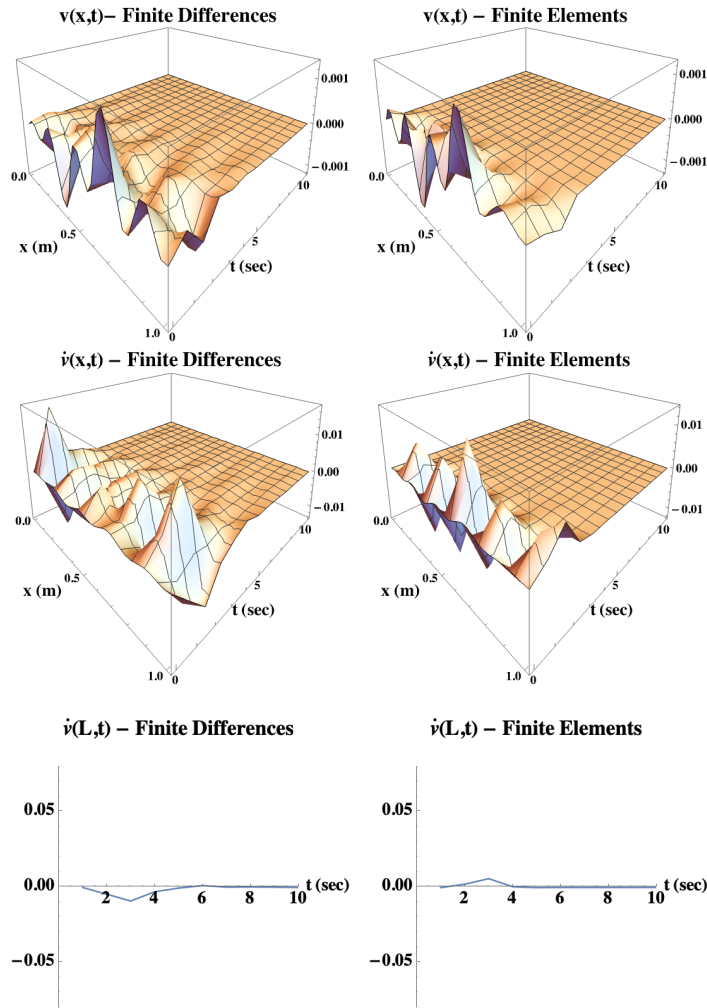 v(x,t)– Finite Differences
0.001
0.000
−0.001
0.0
0.5
1.0
x (m)
0
5
10
t (sec)
v(x,t)– Finite Elements
0.001
0.000
−0.001
0.0
0.5
1.0
x (m)
0
5
10
t (sec)
v̇(x,t) – Finite Differences
0.01
0.00
−0.01
0.0
0.5
1.0
x (m)
0
5
10
t (sec)
v̇(x,t) – Finite Elements
0.01
0.00
−0.01
0.0
0.5
1.0
x (m)
0
5
10
t (sec)
v̇(L,t) – Finite Differences
0.05
0.00
−0.05
2 4 6 8 10
t (sec)
v̇(L,t) – Finite Elements
0.05
0.00
−0.05
2 4 6 8 10
t (sec)